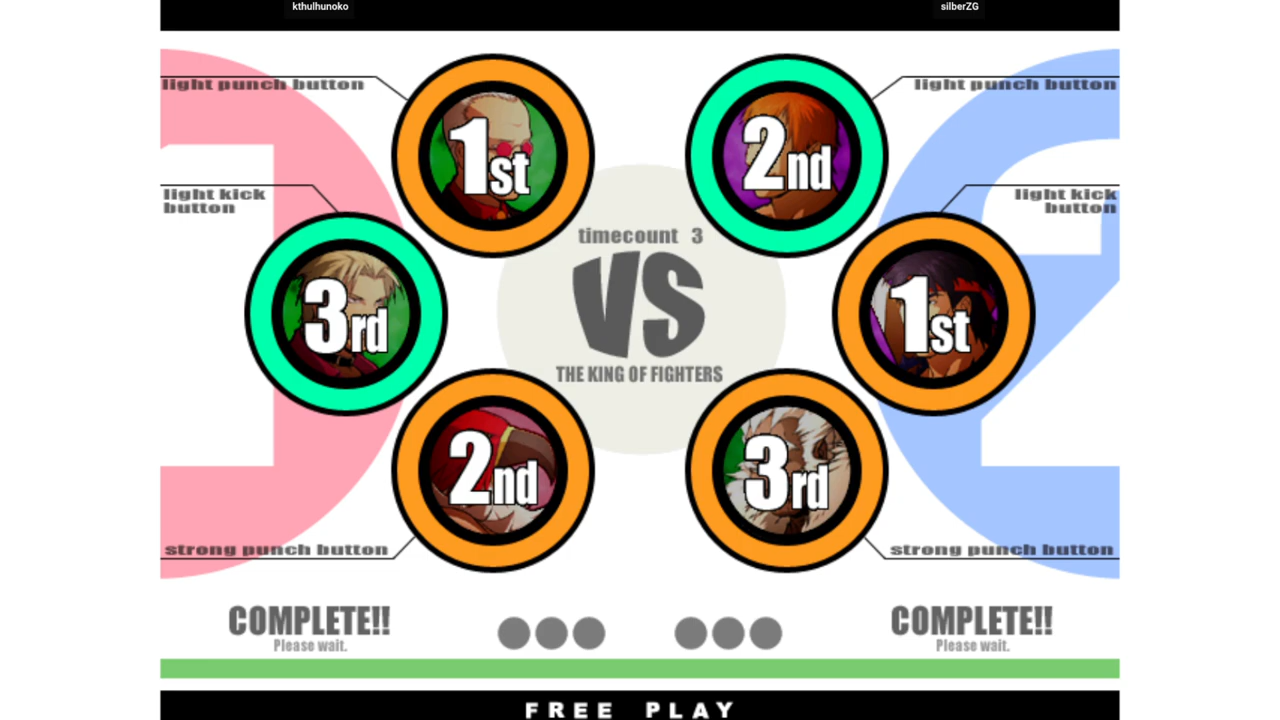 kthulhunoko
silberZG
light punch button
light punch button
1st
2nd
light kick
button
light kick
button
timecount 3
VS
THE KING OF FIGHTERS
3rd
1st
2nd
3rd
strong punch button
strong punch button
COMPLETE!!
Please wait.
COMPLETE!!
Please wait.
FREE PLAY
1
2